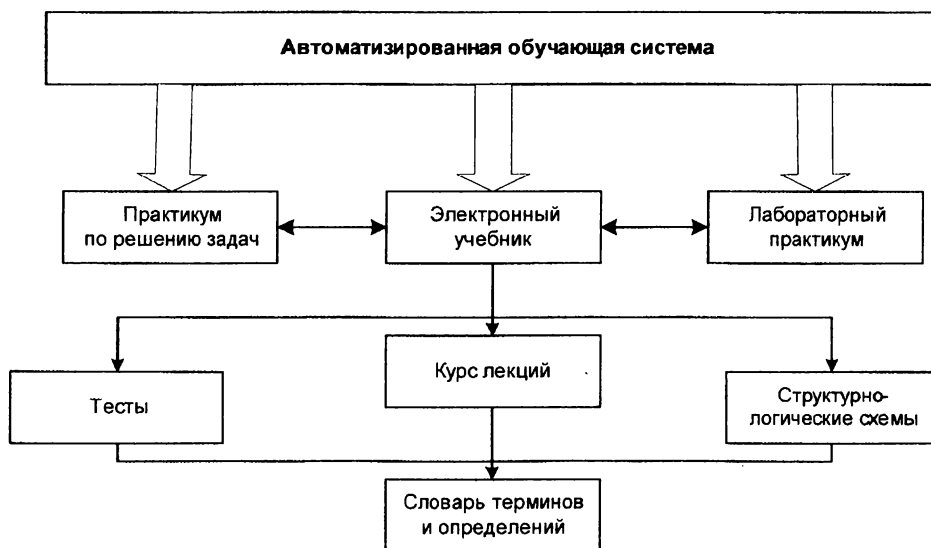 Автоматизированная обучающая система
Практикум
по решению задач
Электронный
учебник
Лабораторный
практикум
Тесты
Курс лекций
Структурно-
логические схемы
Словарь терминов
и определений